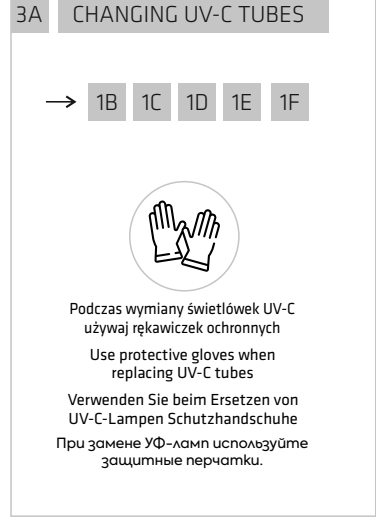 3A CHANGING UV-C TUBES
→ 1B 1C 1D 1E 1F
Podczas wymiany świetlówek UV-C
używaj rękawiczek ochronnych
Use protective gloves when
replacing UV-C tubes
Verwenden Sie beim Ersetzen von
UV-C-Lampen Schutzhandschuhe
При замене УФ-ламп используйте
защитные перчатки.